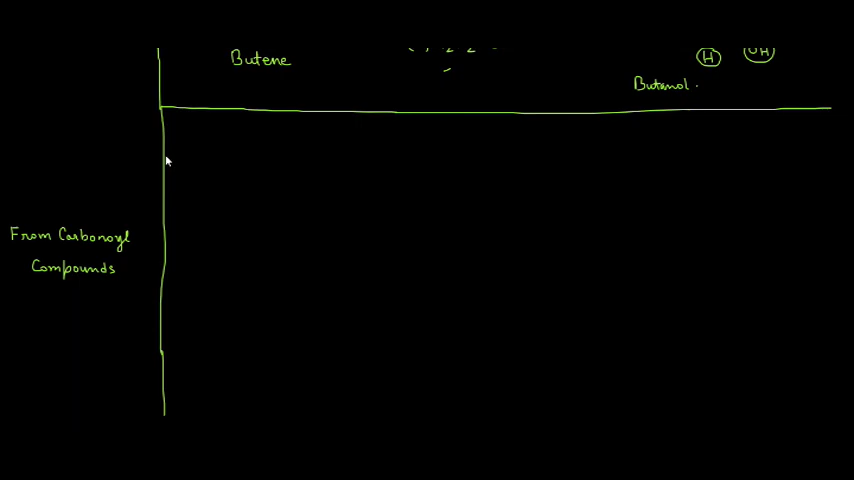 Butene
H OH
Butanol.
From Carbonoyl
Compounds